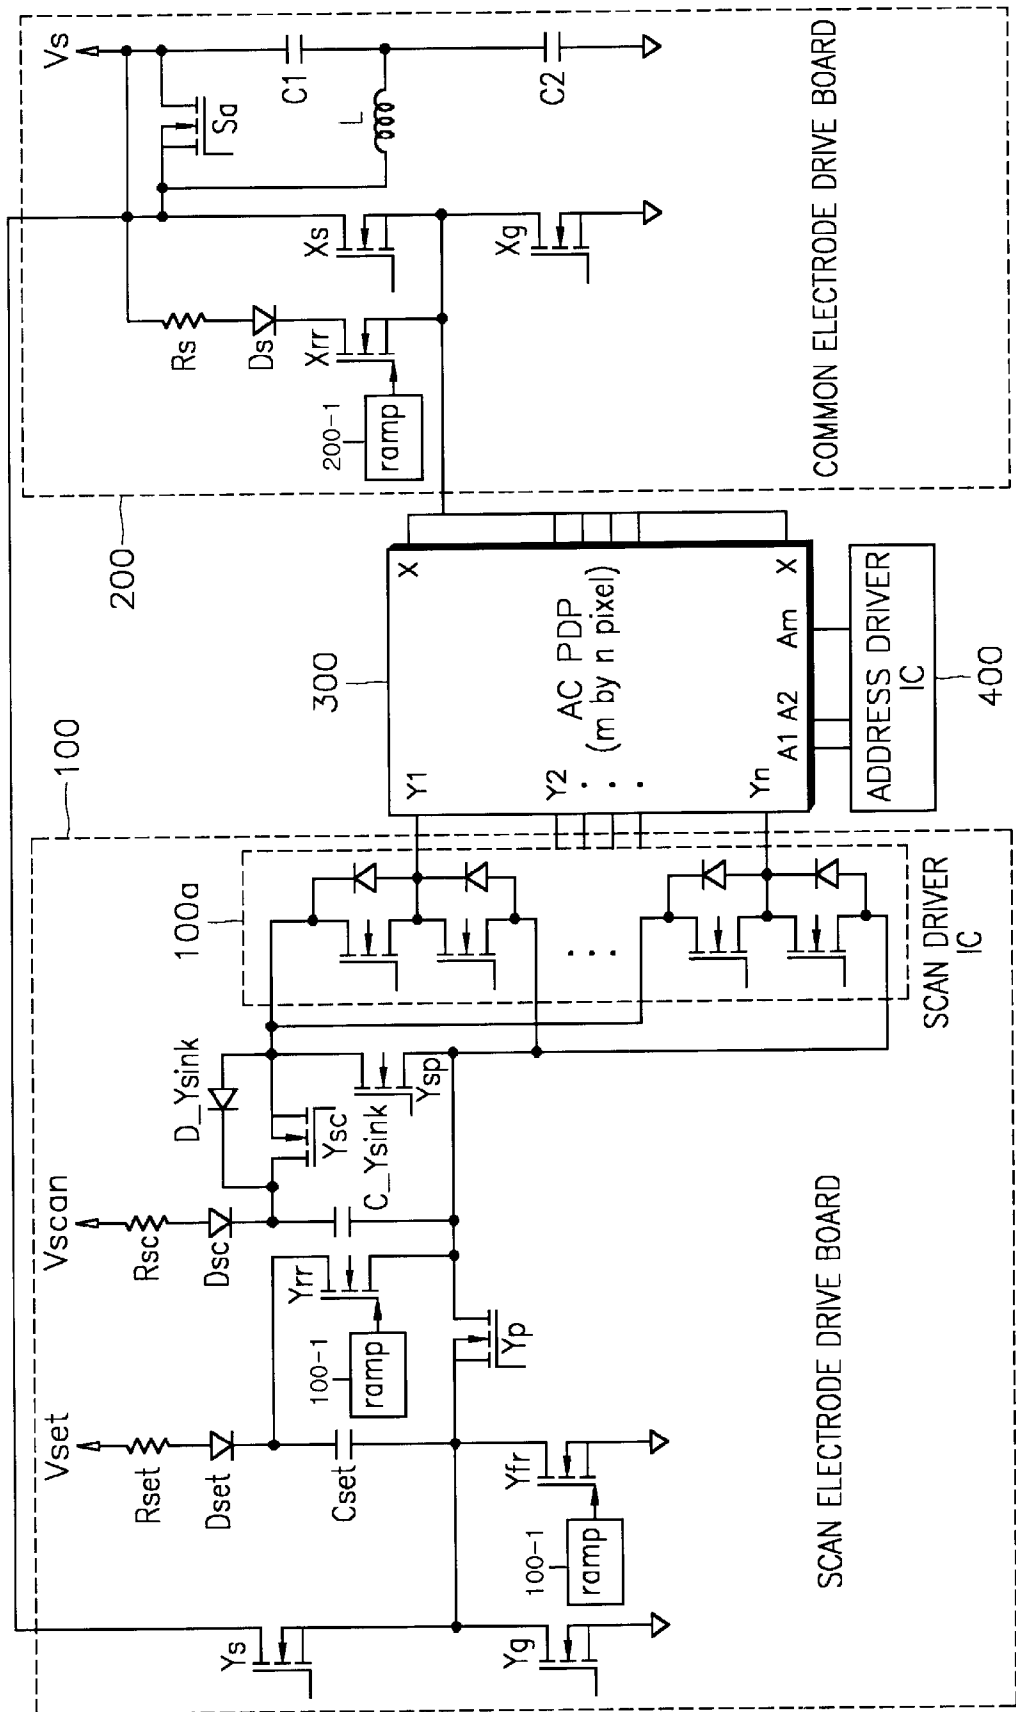 100
Vset
Vscan
Rset
Dset
Cset
Rsc
Dsc
D_Ysink
Ysc
C_Ysink
Ysp
Ys
Yg
100-1
ramp
Yfr
100-1
ramp
Yrr
Yp
100a
SCAN DRIVER
IC
SCAN ELECTRODE DRIVE BOARD
300
Y1
X
AC PDP
(m by n pixel)
Y2
. . .
Yn
A1 A2
Am
X
ADDRESS DRIVER
IC
400
200
Vs
Rs
Ds
Xrr
200-1
ramp
Xs
Xg
Sa
L
C1
C2
COMMON ELECTRODE DRIVE BOARD